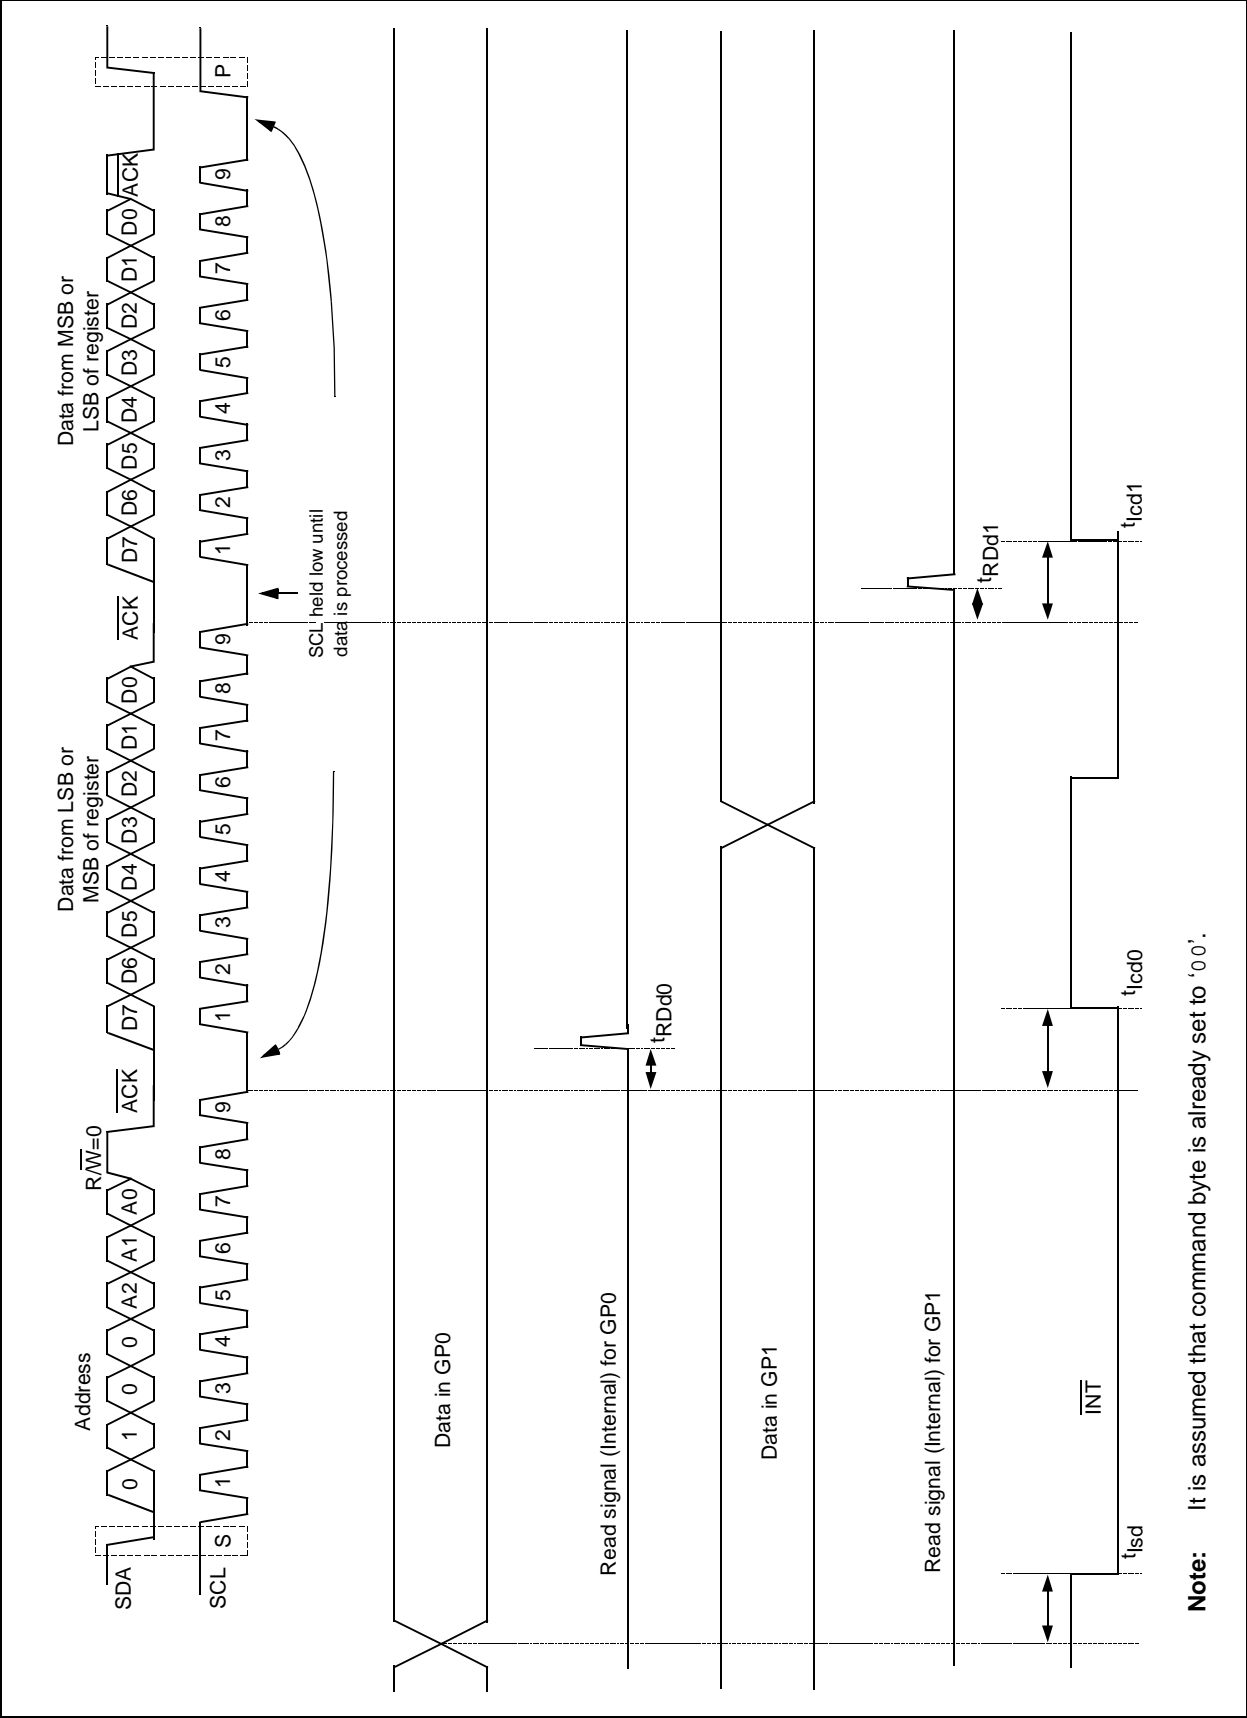 Address
R/W=0
Data from LSB or
MSB of register
Data from MSB or
LSB of register
SDA
0 1 0 0 0 A2 A1 A0 ACK D7 D6 D5 D4 D3 D2 D1 D0 ACK D7 D6 D5 D4 D3 D2 D1 D0 ACK
SCL
S 1 2 3 4 5 6 7 8 9 1 2 3 4 5 6 7 8 9 1 2 3 4 5 6 7 8 9 P
SCL held low until
data is processed
Data in GP0
Read signal (Internal) for GP0
tRDd0
Data in GP1
Read signal (Internal) for GP1
tRDd1
INT
tIsd
tIcd0
tIcd1
Note: It is assumed that command byte is already set to ‘00’.